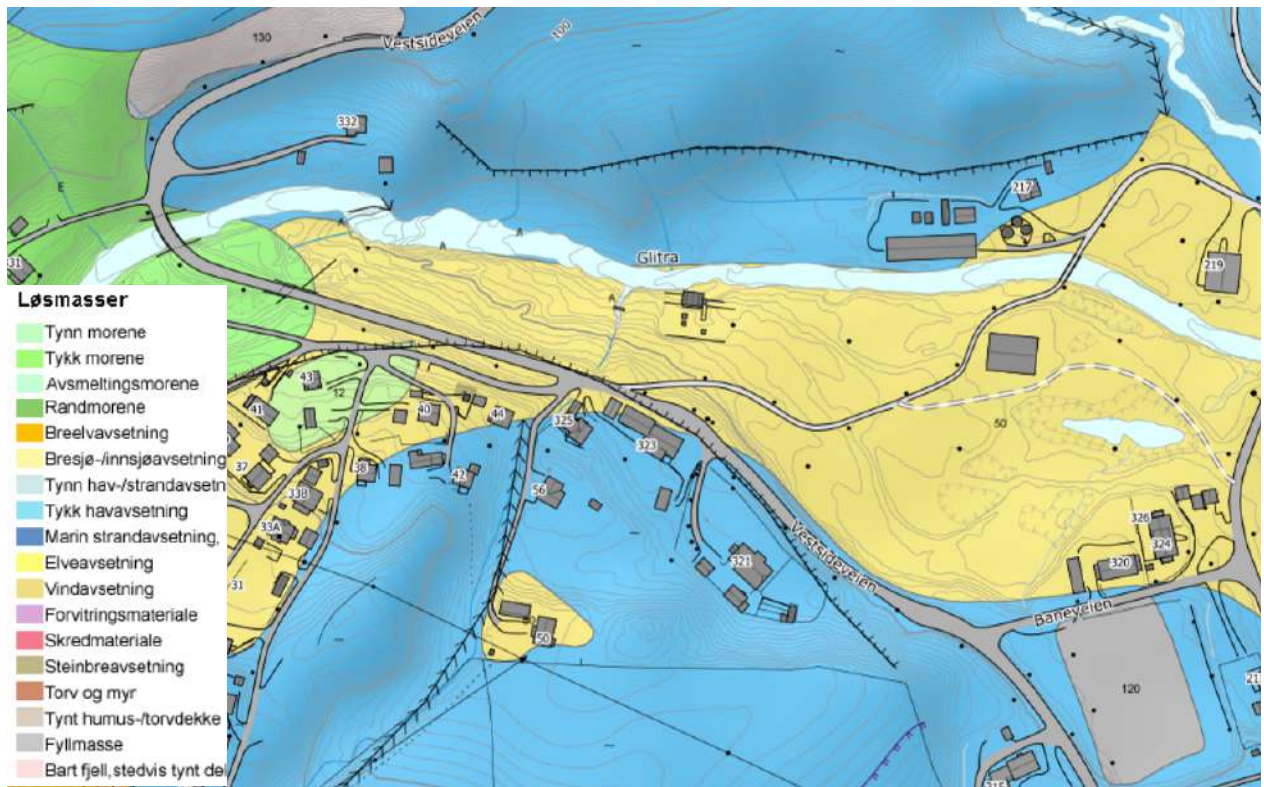 130
Vestsideveien
100
332
E
217
A
A
Glitra
219
A
31
Løsmasser
Tynn morene
Tykk morene
Avsmeltingsmorene
Randmorene
Breelvavsetning
Bresjø-/innsjøavsetning
Tynn hav-/strandavsetn
Tykk havavsetning
Marin strandavsetning,
Elveavsetning
Vindavsetning
Forvitringsmateriale
Skredmateriale
Steinbreavsetning
Torv og myr
Tynt humus-/torvdekke
Fyllmasse
Bart fjell, stedvis tynt del
43
12
41
40
44
325
323
50
37
38
42
33B
56
326
33A
324
321
320
31
Vestsideveien
Baneveien
50
120
21
215